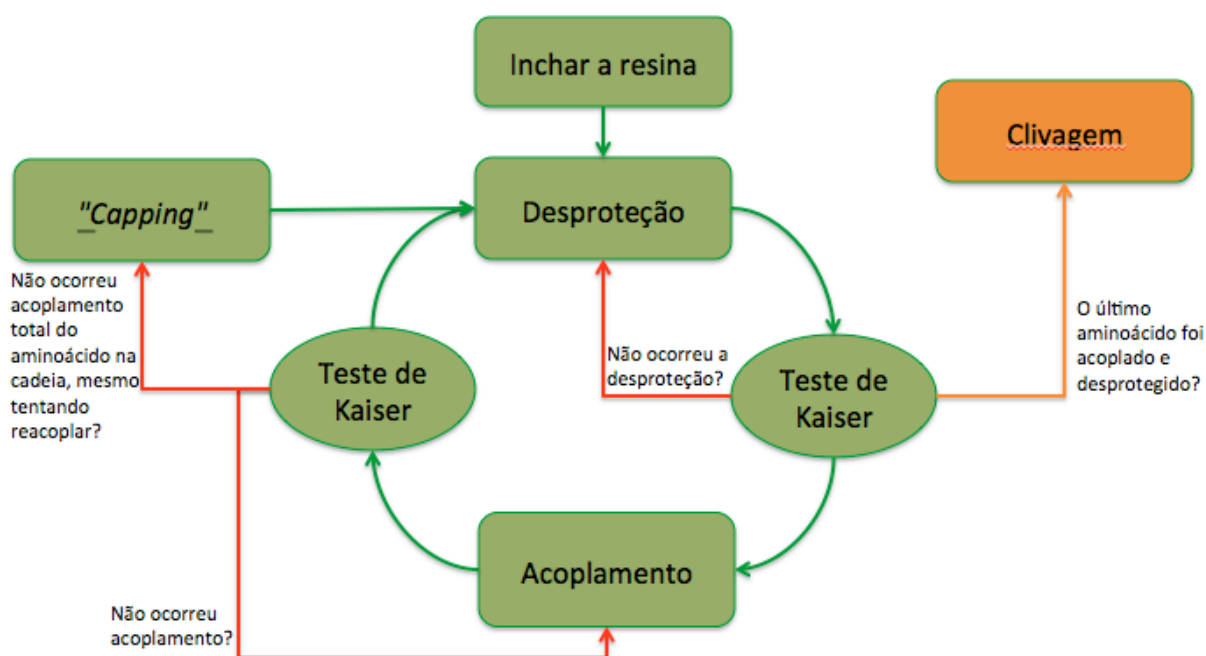 Inchar a resina
Clivagem
"Capping"
Desproteção
Não ocorreu
acoplamento
total do
aminoácido na
cadeia, mesmo
tentando
reacoplar?
Teste de
Kaiser
Não ocorreu a
desproteção?
Teste de
Kaiser
O último
aminoácido foi
acoplado e
desprotegido?
Acoplamento
Não ocorreu
acoplamento?